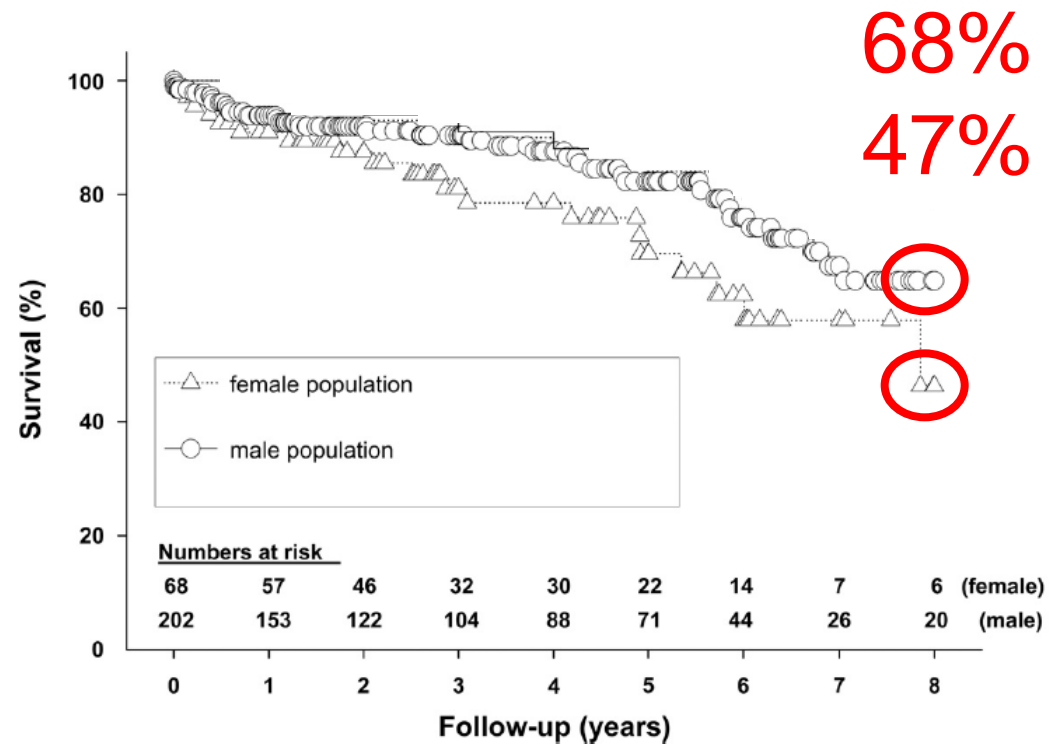 68%
47%
100
80
60
40
20
0
Survival (%)
female population
male population
Numbers at risk
68 57 46 32 30 22 14 7 6 (female)
202 153 122 104 88 71 44 26 20 (male)
0 1 2 3 4 5 6 7 8
Follow-up (years)